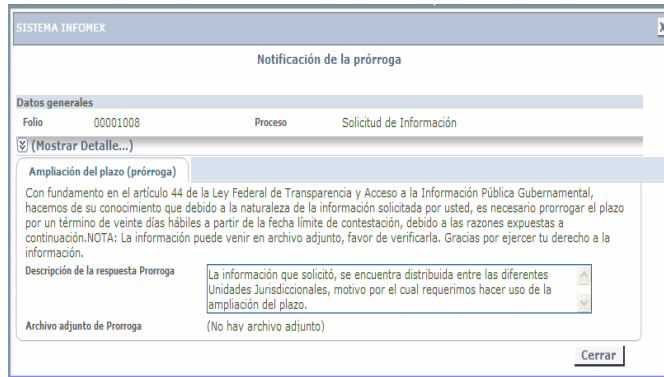 SISTEMA INFOMEX
X
Notificación de la prórroga
Datos generales
Folio 00001008 Proceso Solicitud de Información
(Mostrar Detalle...)
Ampliación del plazo (prórroga)
Con fundamento en el artículo 44 de la Ley Federal de Transparencia y Acceso a la Información Pública Gubernamental,
hacemos de su conocimiento que debido a la naturaleza de la información solicitada por usted, es necesario prorrogar el plazo
por un término de veinte días hábiles a partir de la fecha límite de contestación, debido a las razones expuestas a
continuación.NOTA: La información puede venir en archivo adjunto, favor de verificarla. Gracias por ejercer tu derecho a la
información.
Descripción de la respuesta Prorroga
La información que solicitó, se encuentra distribuida entre las diferentes
Unidades Jurisdiccionales, motivo por el cual requerimos hacer uso de la
ampliación del plazo.
Archivo adjunto de Prorroga (No hay archivo adjunto)
Cerrar